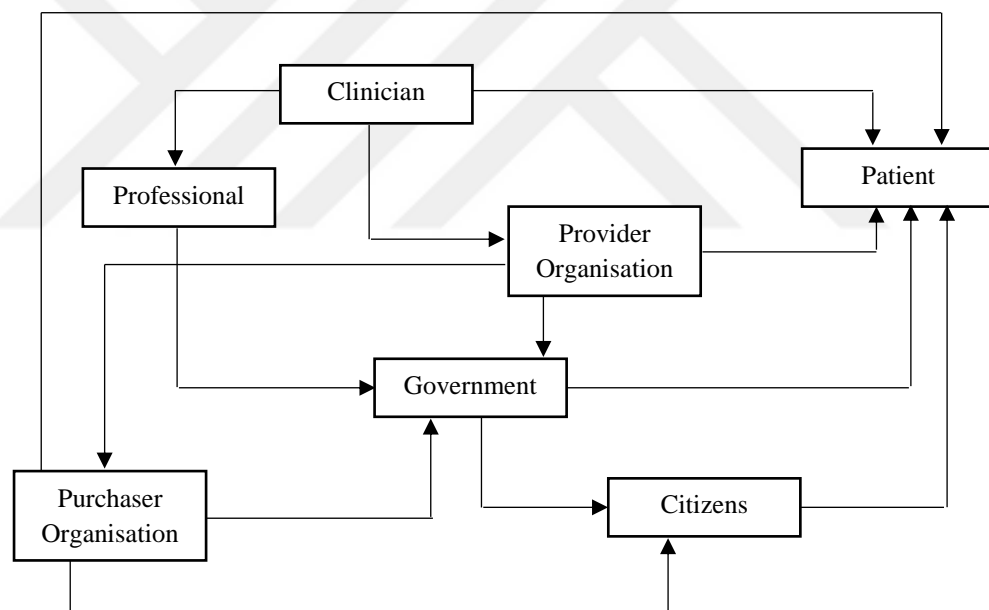 Clinician
Patient
Professional
Provider
Organisation
Government
Purchaser
Organisation
Citizens